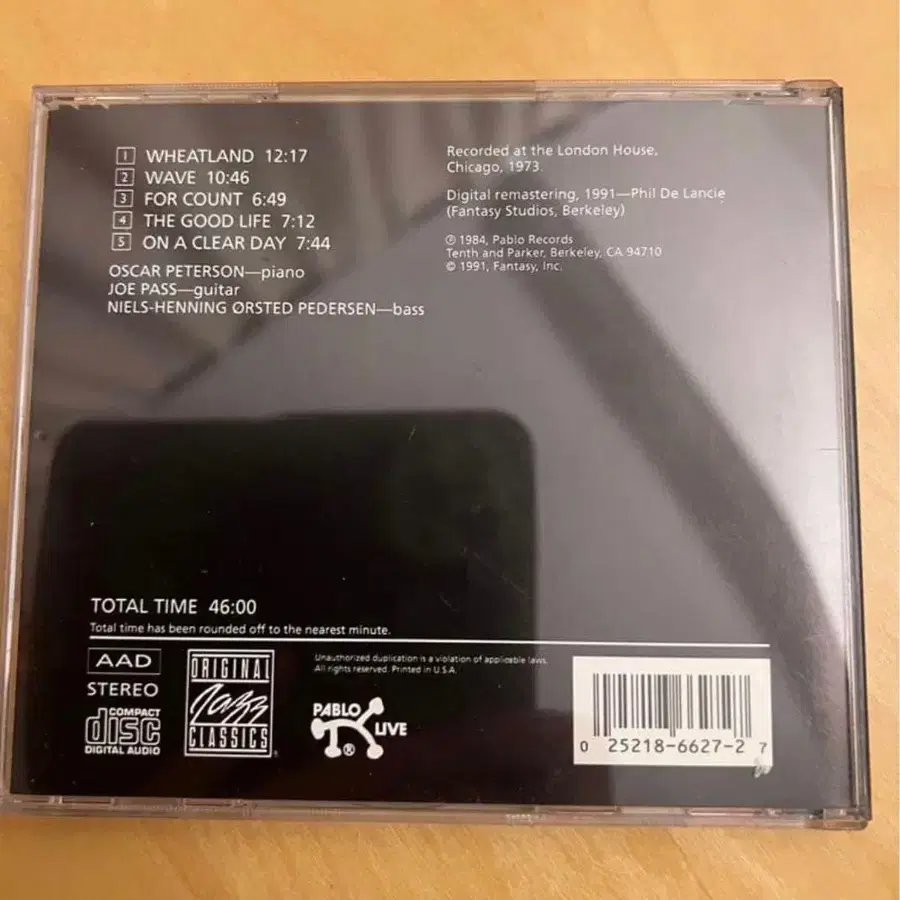 1 WHEATLAND 12:17
2 WAVE 10:46
3 FOR COUNT 6:49
4 THE GOOD LIFE 7:12
5 ON A CLEAR DAY 7:44
OSCAR PETERSON—piano
JOE PASS—guitar
NIELS-HENNING ØRSTED PEDERSEN—bass
Recorded at the London House,
Chicago, 1973.
Digital remastering, 1991—Phil De Lancie
(Fantasy Studios, Berkeley)
℗ 1984, Pablo Records
Tenth and Parker, Berkeley, CA 94710
© 1991, Fantasy, Inc.
TOTAL TIME 46:00
Total time has been rounded off to the nearest minute.
AAD
STEREO
COMPACT
disc
DIGITAL AUDIO
ORIGINAL
Jazz
CLASSICS®
Unauthorized duplication is a violation of applicable laws.
All rights reserved. Printed in U.S.A.
PABLO
LIVE
®
0 25218-6627-2 7